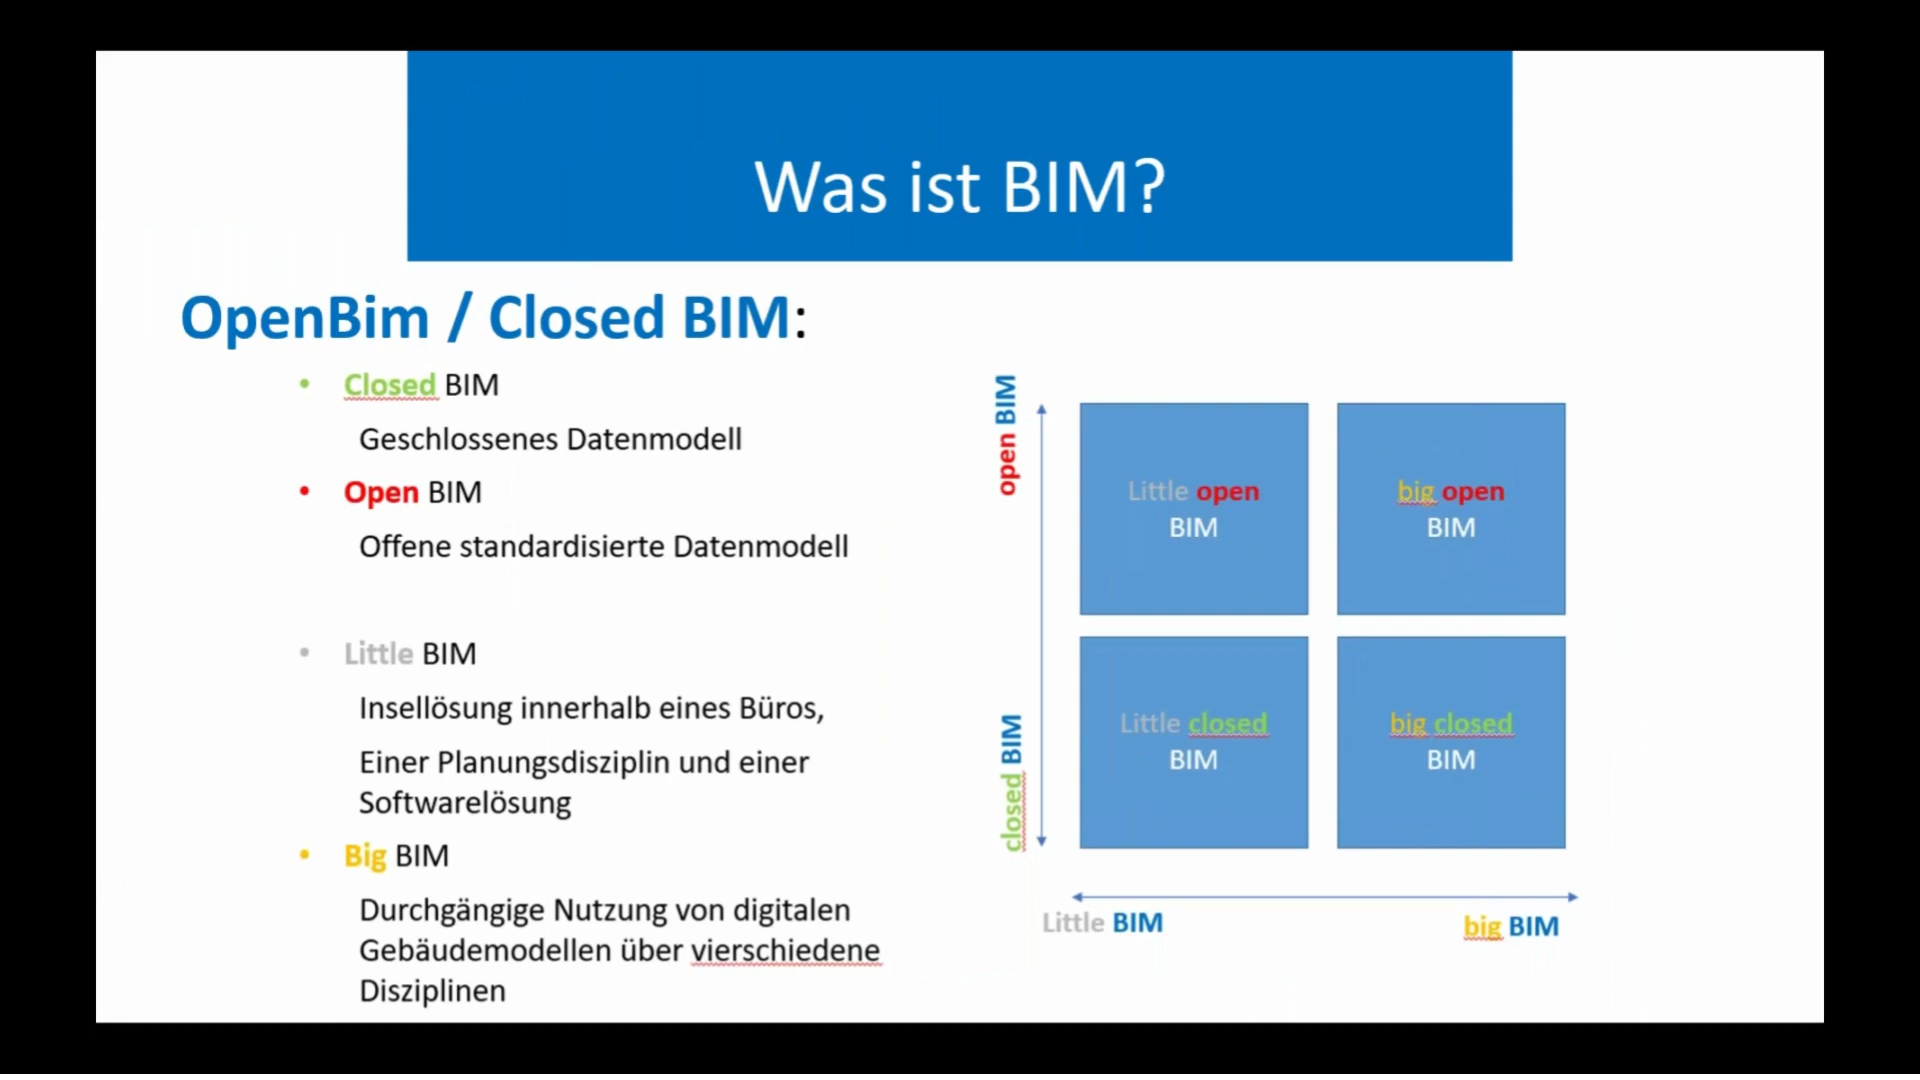 Was ist BIM?
OpenBim / Closed BIM:
• Closed BIM
Geschlossenes Datenmodell
• Open BIM
Offene standardisierte Datenmodell
• Little BIM
Insellösung innerhalb eines Büros,
Einer Planungsdisziplin und einer
Softwarelösung
• Big BIM
Durchgängige Nutzung von digitalen
Gebäudemodellen über vierschiedene
Disziplinen
open BIM
closed BIM
Little open
BIM
big open
BIM
Little closed
BIM
big closed
BIM
Little BIM
big BIM